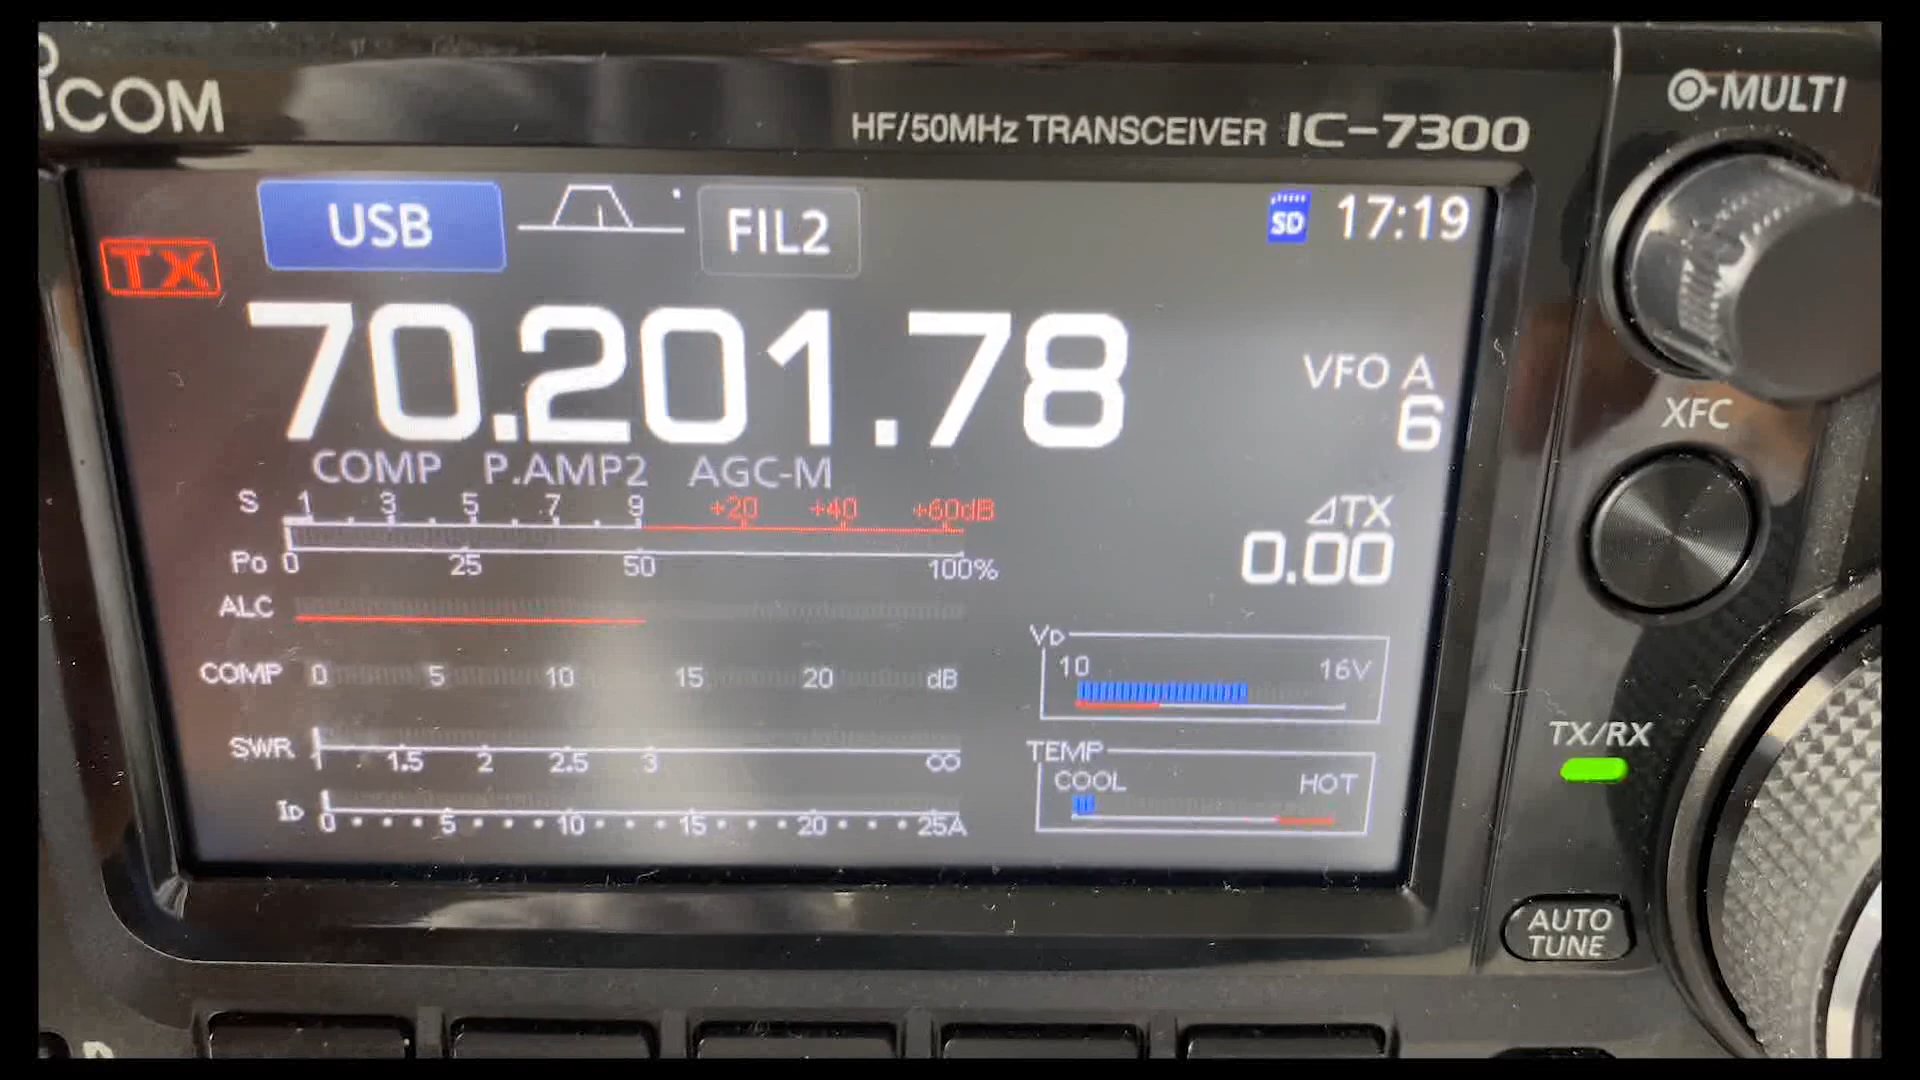 ICOM
HF/50MHz TRANSCEIVER IC-7300
MULTI
USB FIL2 SD 17:19
TX
70.201.78
VFO A
6
XFC
COMP P.AMP2 AGC-M
S 1 3 5 7 9 +20 +40 +60dB
Po 0 25 50 100%
⊿TX
0.00
ALC
COMP 0 5 10 15 20 dB
VD
10 16V
SWR 1 1.5 2 2.5 3 ∞
TEMP
COOL HOT
ID 0 5 10 15 20 25A
TX/RX
AUTO
TUNE